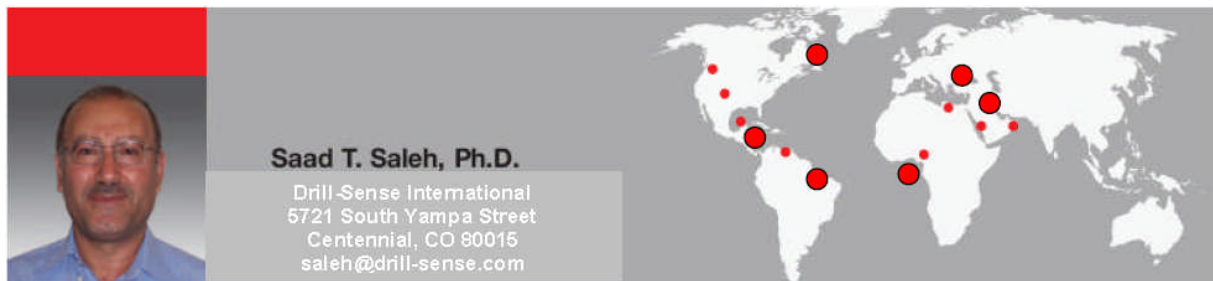 Saad T. Saleh, Ph.D.
Drill-Sense International
5721 South Yampa Street
Centennial, CO 80015
saleh@drill-sense.com